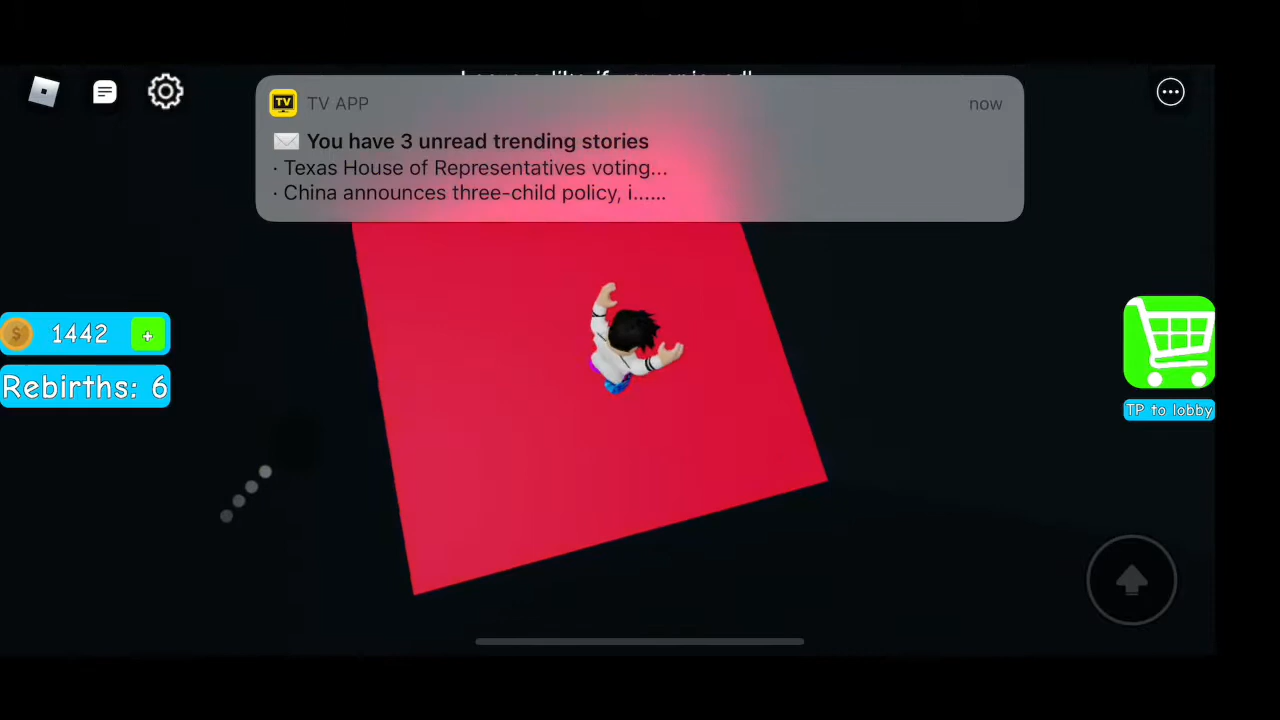 TV TV APP now
✉️ You have 3 unread trending stories
· Texas House of Representatives voting...
· China announces three-child policy, i......
1442 +
Rebirths: 6
TP to lobby